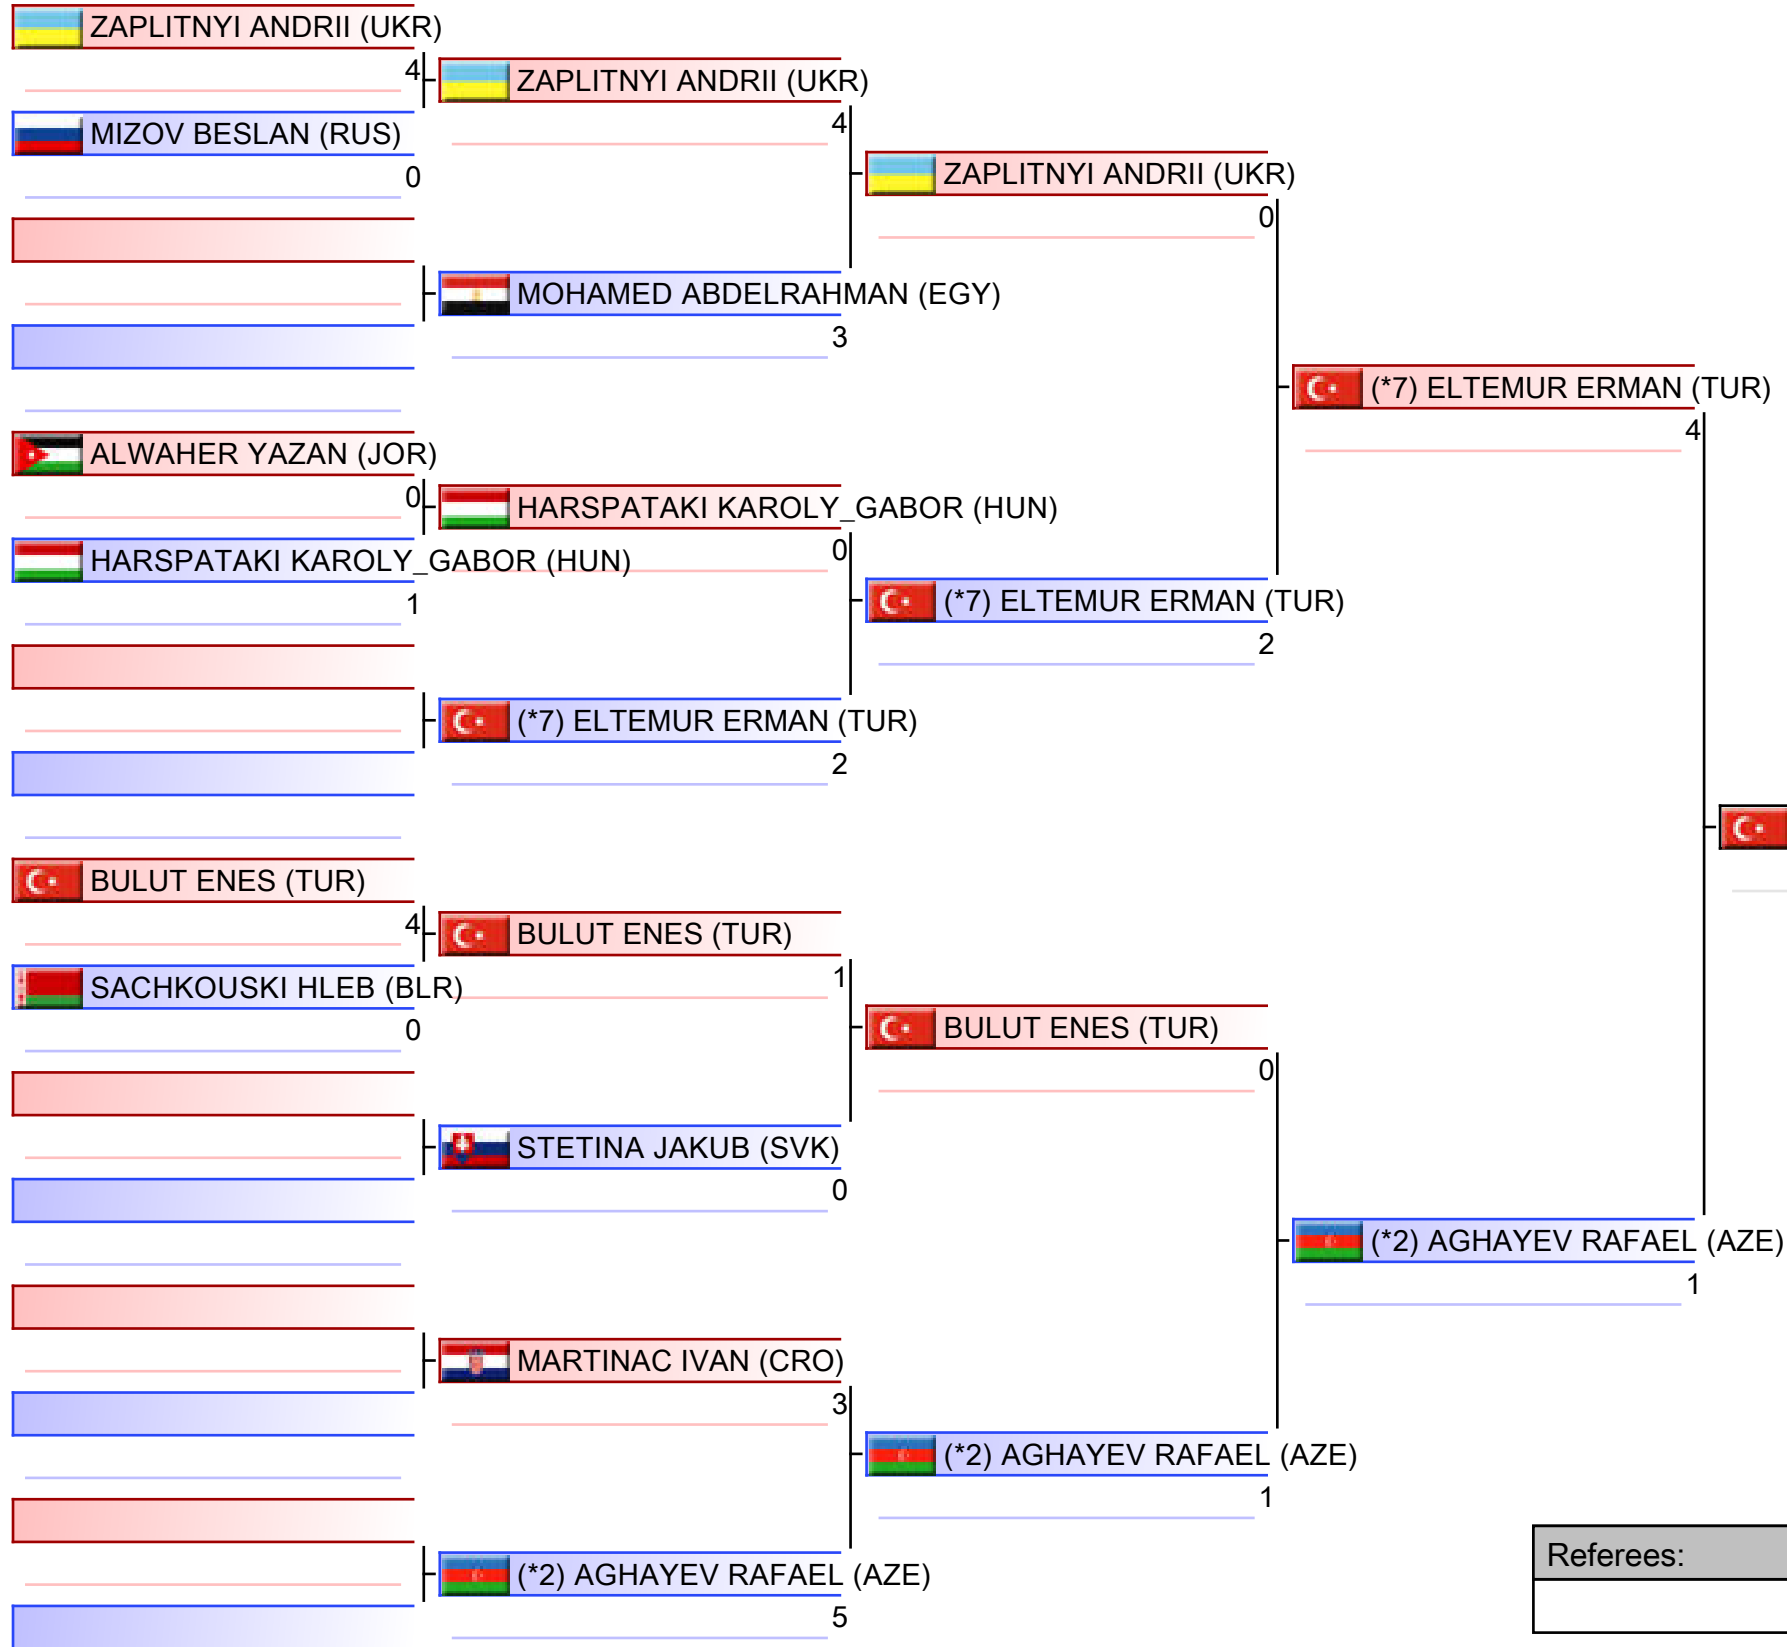 ZAPLITNYI ANDRII (UKR)
4
MIZOV BESLAN (RUS)
0
ALWAHER YAZAN (JOR)
0
HARSPATAKI KAROLY_GABOR (HUN)
1
BULUT ENES (TUR)
4
SACHKOUSKI HLEB (BLR)
0
ZAPLITNYI ANDRII (UKR)
4
MOHAMED ABDELRAHMAN (EGY)
3
HARSPATAKI KAROLY_GABOR (HUN)
0
(*7) ELTEMUR ERMAN (TUR)
2
BULUT ENES (TUR)
1
STETINA JAKUB (SVK)
0
MARTINAC IVAN (CRO)
3
(*2) AGHAYEV RAFAEL (AZE)
5
ZAPLITNYI ANDRII (UKR)
0
(*7) ELTEMUR ERMAN (TUR)
2
BULUT ENES (TUR)
0
(*2) AGHAYEV RAFAEL (AZE)
1
(*7) ELTEMUR ERMAN (TUR)
4
(*2) AGHAYEV RAFAEL (AZE)
1
Referees: